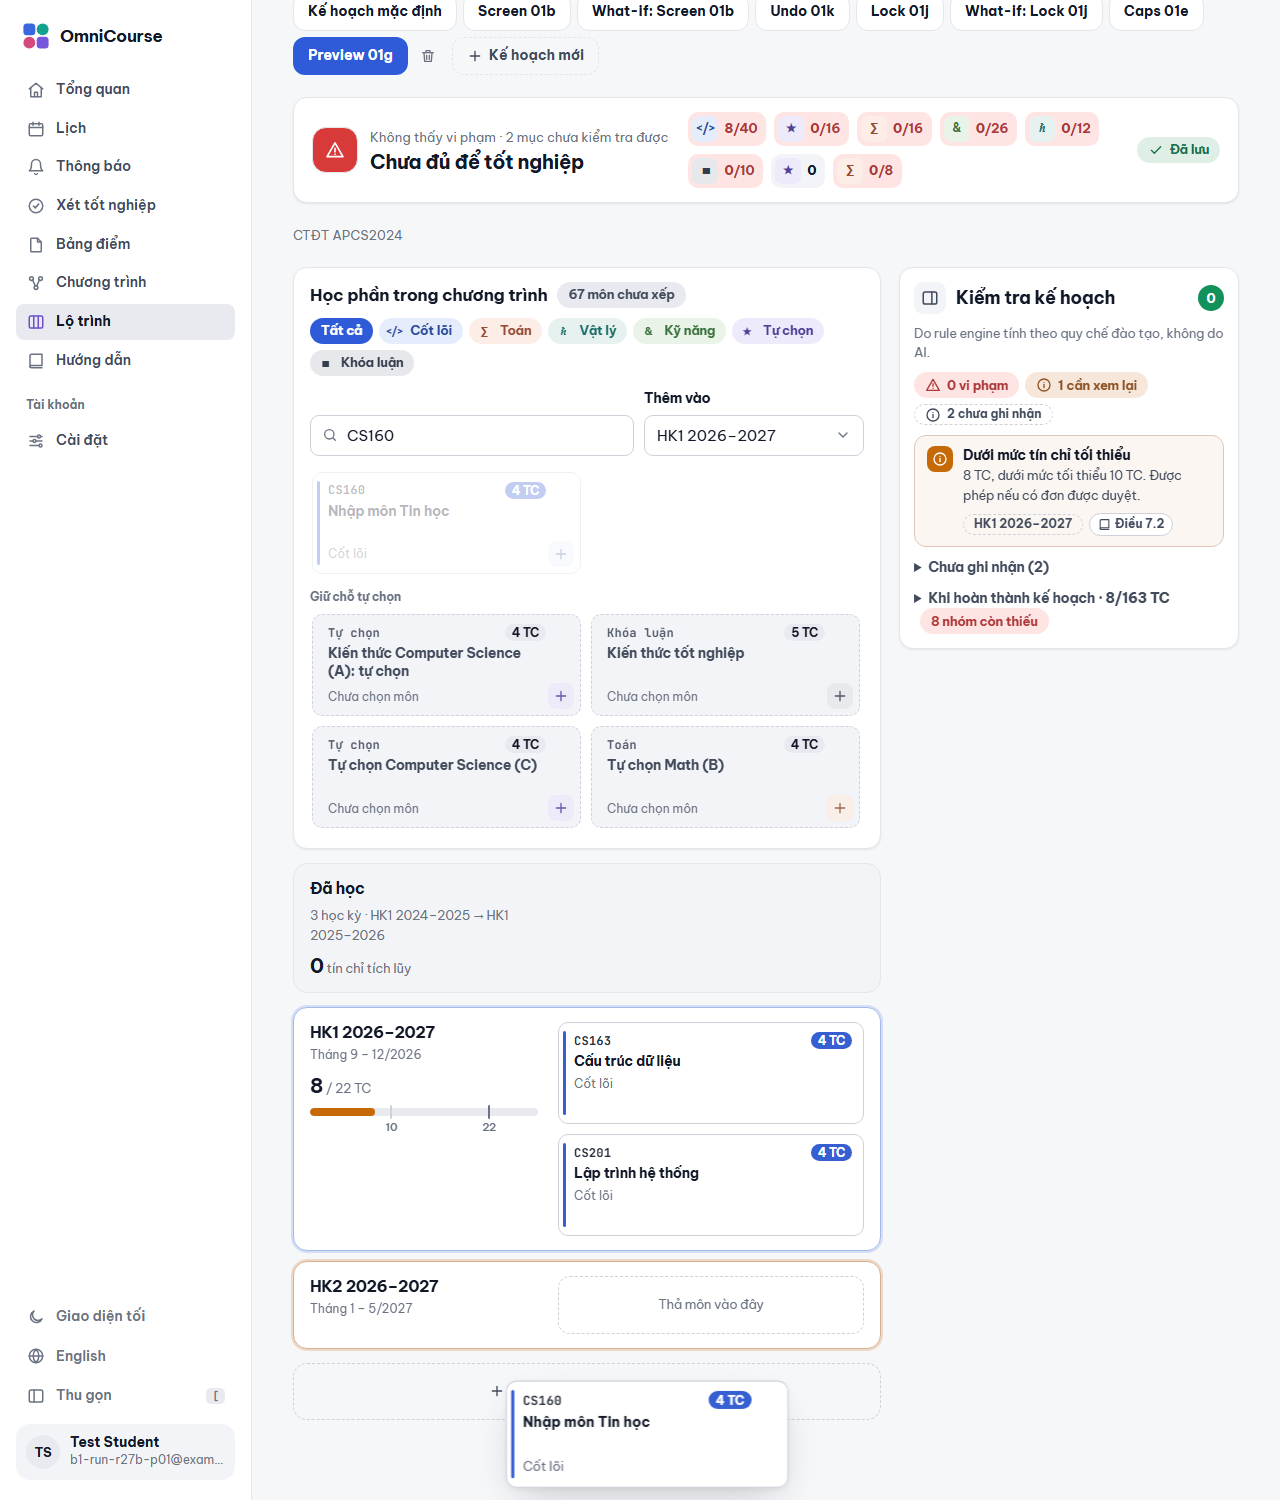 OmniCourse
Tổng quan
Lịch
Thông báo
Xét tốt nghiệp
Bảng điểm
Chương trình
Lộ trình
Hướng dẫn
Tài khoản
Cài đặt
Giao diện tối
English
Thu gọn [
TS Test Student
b1-run-r27b-p01@exam...
Kế hoạch mặc định Screen 01b What-if: Screen 01b Undo 01k Lock 01j What-if: Lock 01j Caps 01e
Preview 01g + Kế hoạch mới
Không thấy vi phạm · 2 mục chưa kiểm tra được
Chưa đủ để tốt nghiệp
</> 8/40 ★ 0/16 ∑ 0/16 & 0/26 ℏ 0/12
■ 0/10 ★ 0 ∑ 0/8
Đã lưu
CTĐT APCS2024
Học phần trong chương trình 67 môn chưa xếp
Tất cả </> Cốt lõi ∑ Toán ℏ Vật lý & Kỹ năng ★ Tự chọn
■ Khóa luận
Thêm vào
CS160 HK1 2026–2027
CS160 4 TC
Nhập môn Tin học
Cốt lõi +
Giữ chỗ tự chọn
Tự chọn 4 TC
Kiến thức Computer Science
(A): tự chọn
Chưa chọn môn +
Khóa luận 5 TC
Kiến thức tốt nghiệp
Chưa chọn môn +
Tự chọn 4 TC
Tự chọn Computer Science (C)
Chưa chọn môn +
Toán 4 TC
Tự chọn Math (B)
Chưa chọn môn +
Đã học
3 học kỳ · HK1 2024–2025 → HK1
2025–2026
0 tín chỉ tích lũy
HK1 2026–2027
Tháng 9 – 12/2026
8 / 22 TC
10 22
CS163 4 TC
Cấu trúc dữ liệu
Cốt lõi
CS201 4 TC
Lập trình hệ thống
Cốt lõi
HK2 2026–2027
Tháng 1 – 5/2027
Thả môn vào đây
+
CS160 4 TC
Nhập môn Tin học
Cốt lõi
Kiểm tra kế hoạch 0
Do rule engine tính theo quy chế đào tạo, không do
AI.
0 vi phạm 1 cần xem lại
2 chưa ghi nhận
Dưới mức tín chỉ tối thiểu
8 TC, dưới mức tối thiểu 10 TC. Được
phép nếu có đơn được duyệt.
HK1 2026–2027 Điều 7.2
Chưa ghi nhận (2)
Khi hoàn thành kế hoạch · 8/163 TC
8 nhóm còn thiếu